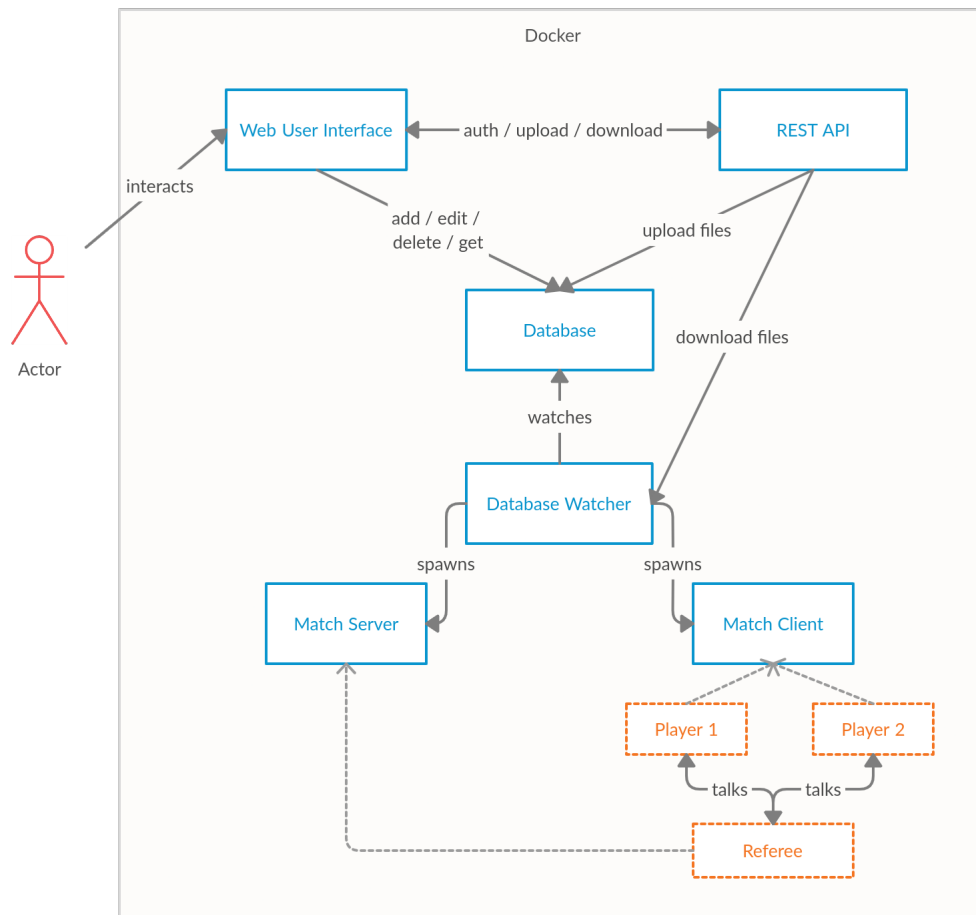 Docker
Web User Interface
auth / upload / download
REST API
interacts
add / edit /
delete / get
upload files
Database
download files
Actor
watches
Database Watcher
spawns
spawns
Match Server
Match Client
Player 1
Player 2
talks
talks
Referee